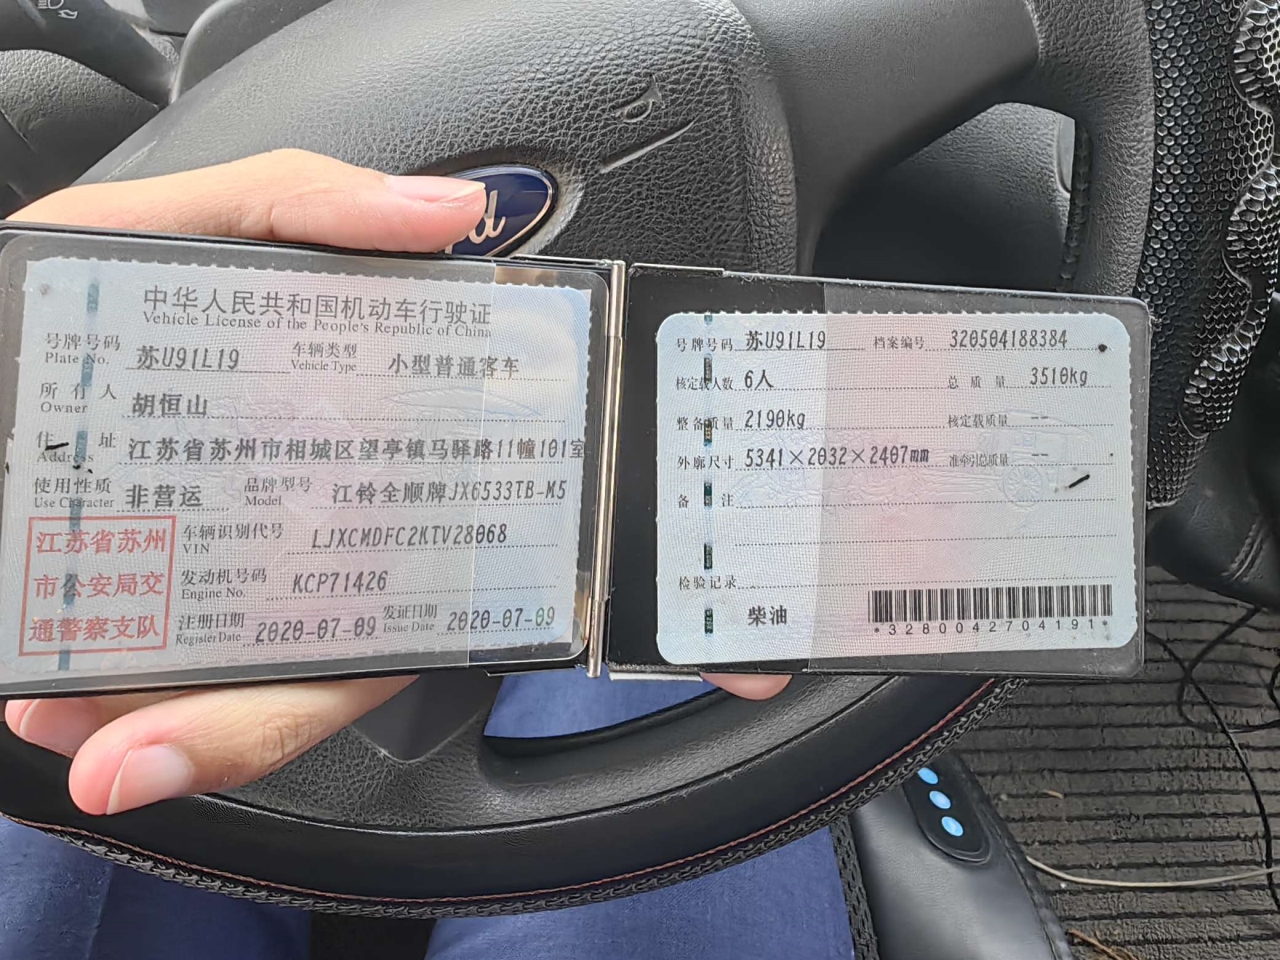 中华人民共和国机动车行驶证
Vehicle License of the People's Republic of China
号牌号码 苏U91L19 车辆类型 小型普通客车
Plate No. Vehicle Type
所有人 胡恒山
Owner
住址 江苏省苏州市相城区望亭镇马驿路11幢101室
Address
使用性质 非营运 品牌型号 江铃全顺牌JX6533TB-M5
Use Character Model
江苏省苏州
市公安局交
通警察支队
车辆识别代号 LJXCMDFC2KTV28068
VIN
发动机号码 KCP71426
Engine No.
注册日期 2020-07-09 发证日期 2020-07-09
Register Date Issue Date
号牌号码 苏U91L19 档案编号 320504188384
核定载人数 6人 总质量 3510kg
整备质量 2190kg 核定载质量 --
外廓尺寸 5341×2032×2407mm 准牵引总质量 --
备注
检验记录
柴油
*3280042704191*